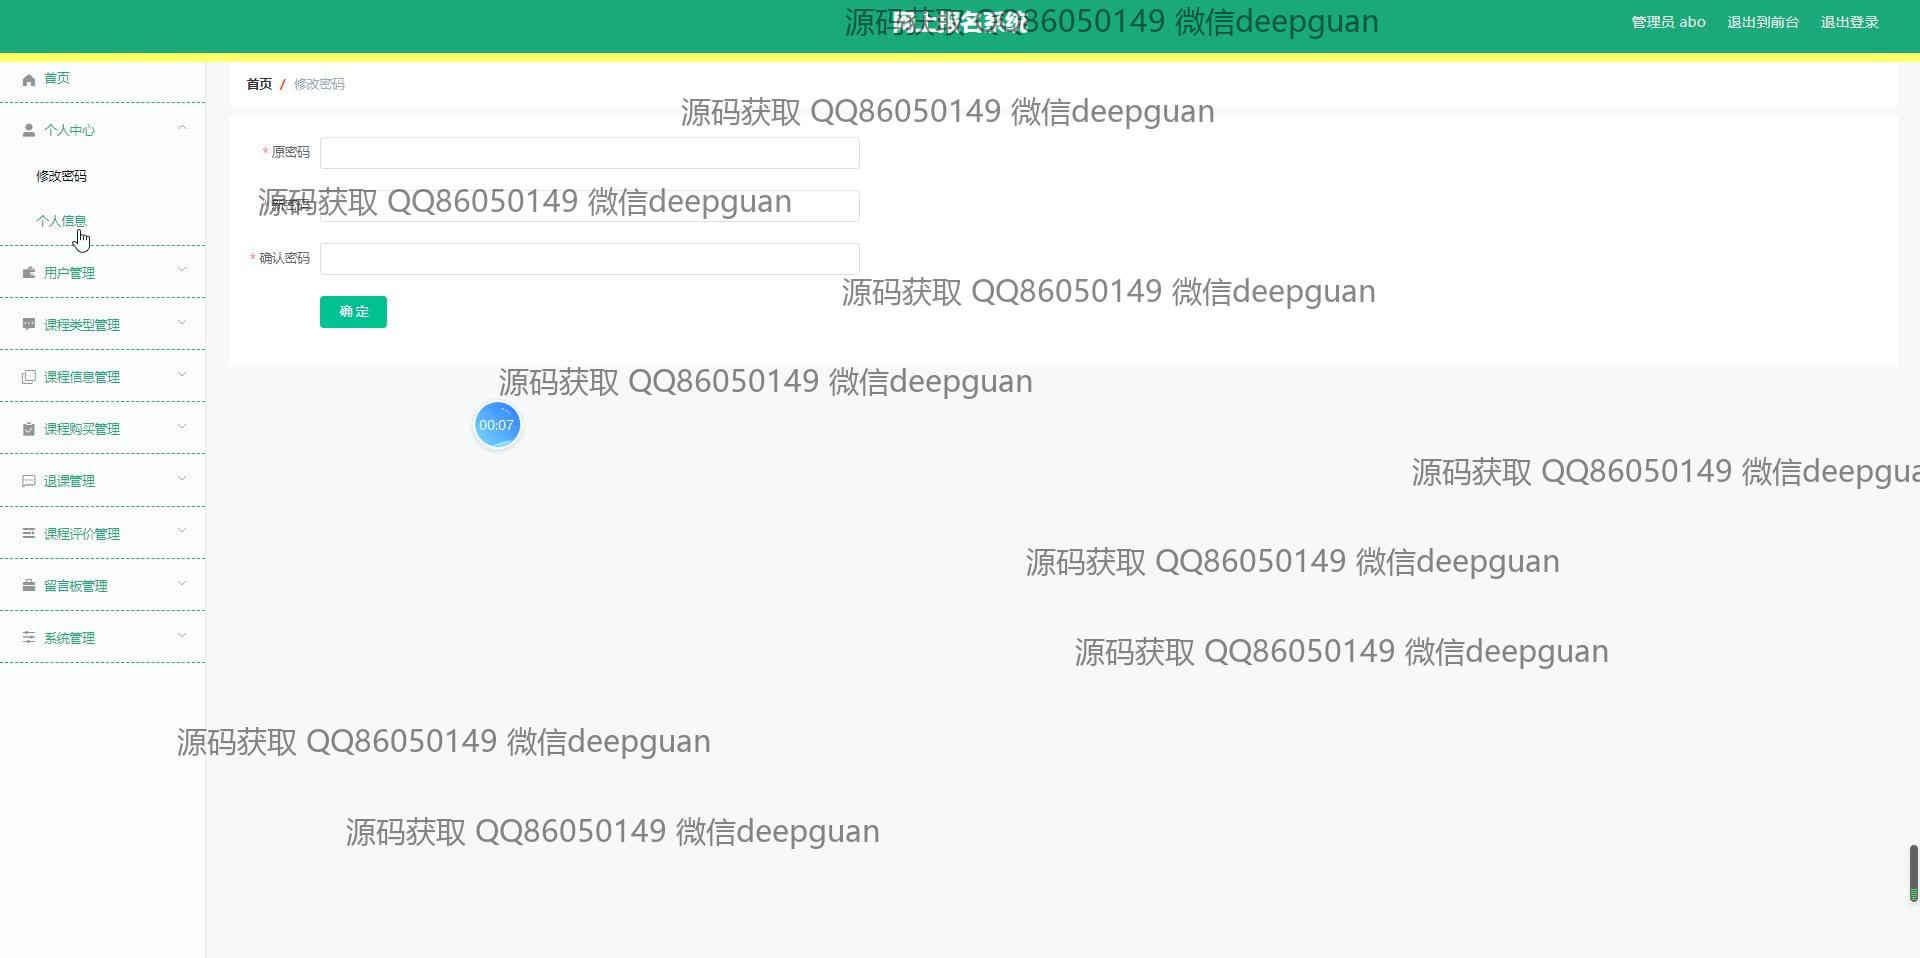 网上报名系统
源码获取 QQ86050149 微信deepguan
管理员 abo 退出到前台 退出登录
首页
个人中心
修改密码
个人信息
用户管理
课程类型管理
课程信息管理
课程购买管理
退课管理
课程评价管理
留言板管理
系统管理
首页 / 修改密码
源码获取 QQ86050149 微信deepguan
* 原密码
源码获取 QQ86050149 微信deepguan
* 新密码
* 确认密码
源码获取 QQ86050149 微信deepguan
确定
源码获取 QQ86050149 微信deepguan
00:07
源码获取 QQ86050149 微信deepgua
源码获取 QQ86050149 微信deepguan
源码获取 QQ86050149 微信deepguan
源码获取 QQ86050149 微信deepguan
源码获取 QQ86050149 微信deepguan